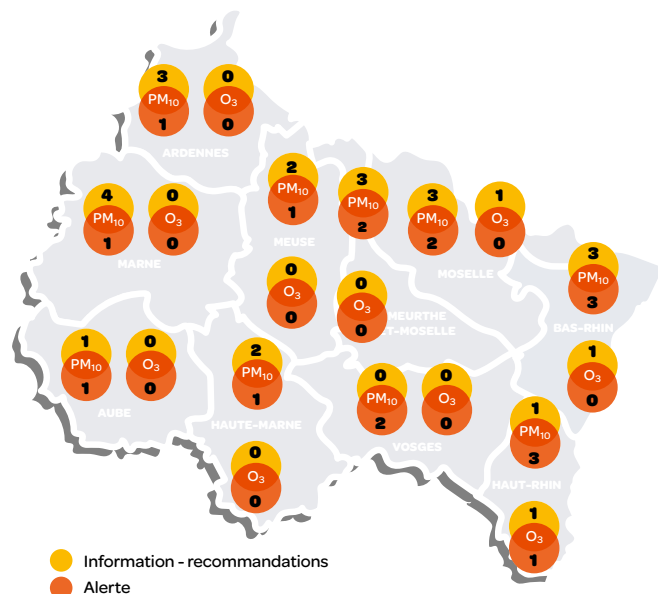 3 0
PM₁₀ O₃
1 0
ARDENNES
2
PM₁₀
1
MEUSE
3
PM₁₀
2
3 1
PM₁₀ O₃
2 0
MOSELLE
4 0
PM₁₀ O₃
1 0
MARNE
3
PM₁₀
3
BAS-RHIN
0
O₃
0
0
O₃
0
MEURTHE
ET-MOSELLE
1 0
PM₁₀ O₃
1 0
AUBE
2
PM₁₀
1
HAUTE-MARNE
0 0
PM₁₀ O₃
2 0
VOSGES
1
O₃
0
1
PM₁₀
3
HAUT-RHIN
0
O₃
0
1
O₃
1
Information - recommandations
Alerte